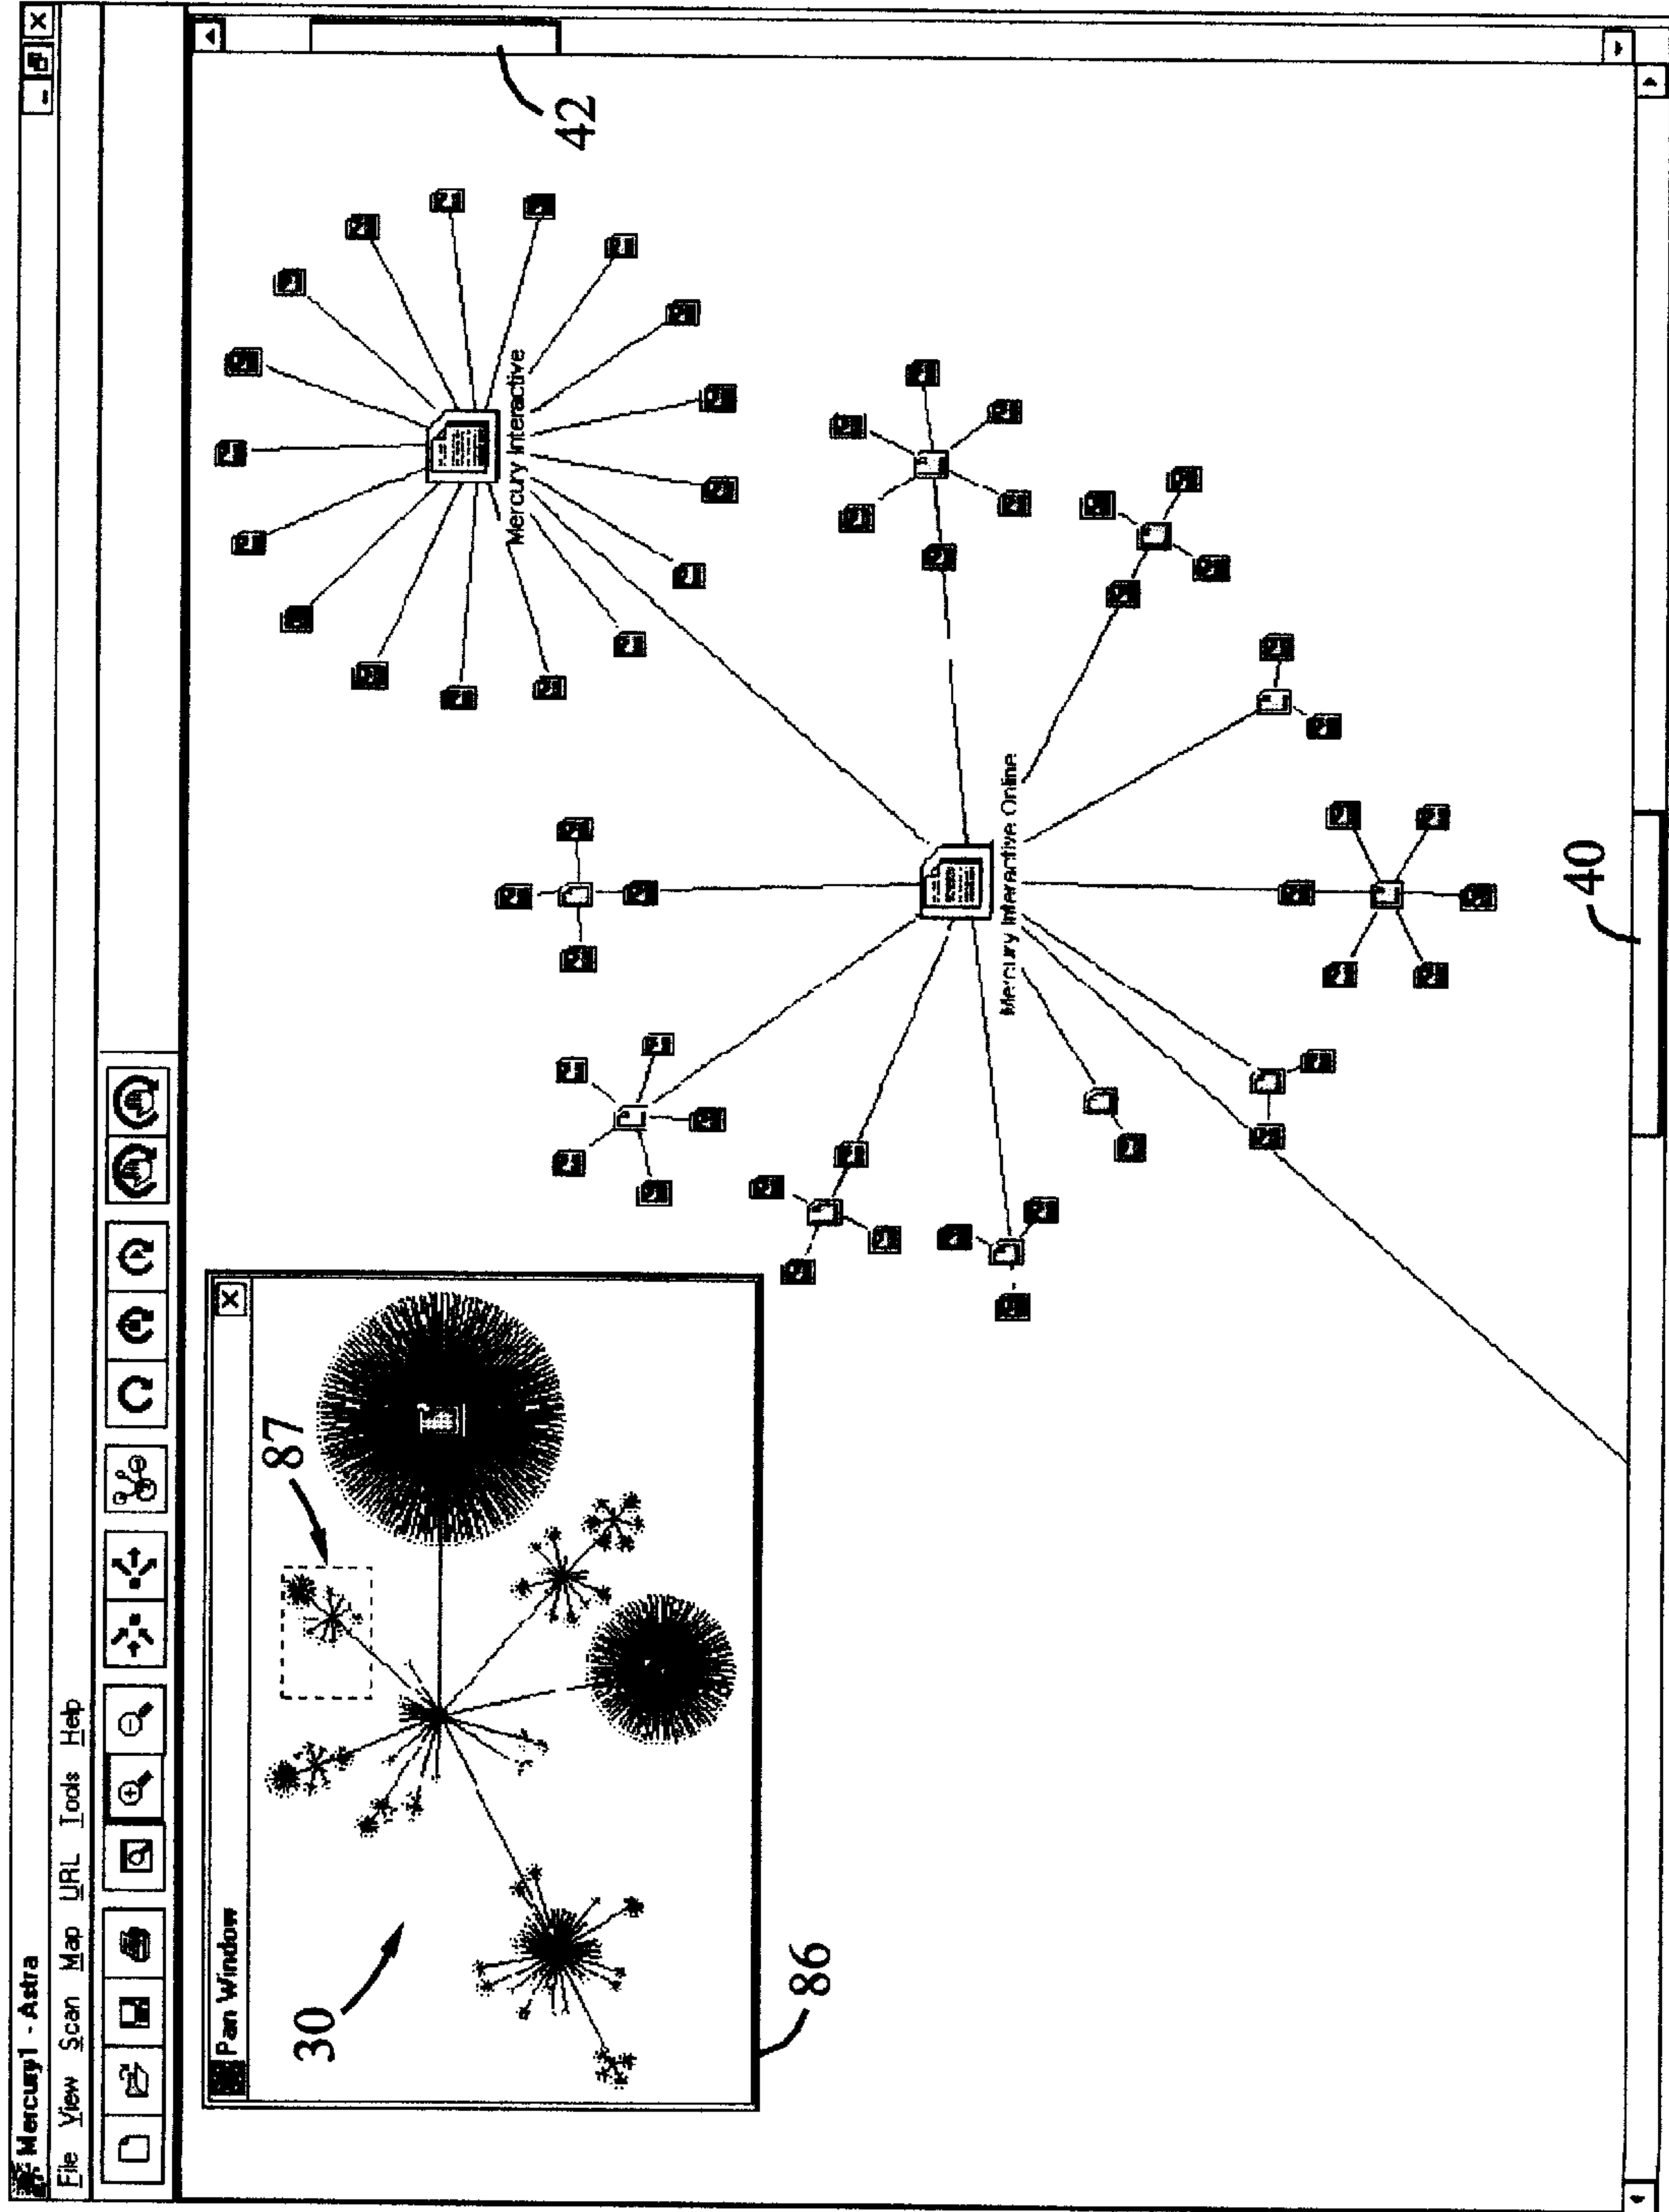 Mercury1 - Astra
File View Scan Map URL Tools Help
Pan Window
30
87
86
Mercury Interactive
42
Mercury Interactive Online
40